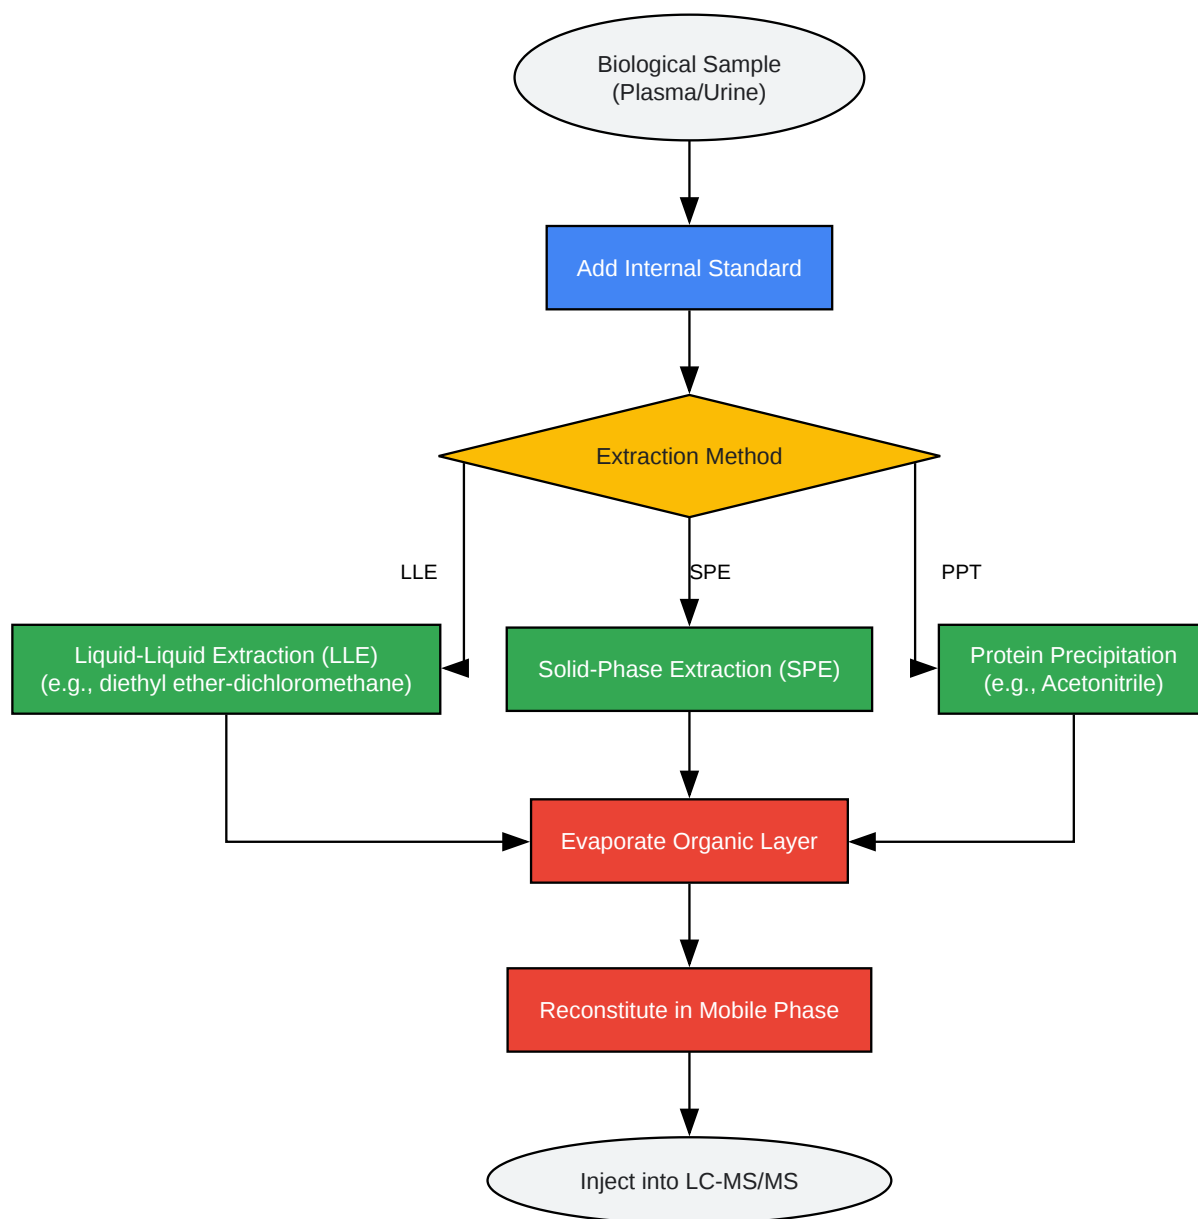 Biological Sample
(Plasma/Urine)
Add Internal Standard
Extraction Method
LLE
SPE
PPT
Liquid-Liquid Extraction (LLE)
(e.g., diethyl ether-dichloromethane)
Solid-Phase Extraction (SPE)
Protein Precipitation
(e.g., Acetonitrile)
Evaporate Organic Layer
Reconstitute in Mobile Phase
Inject into LC-MS/MS